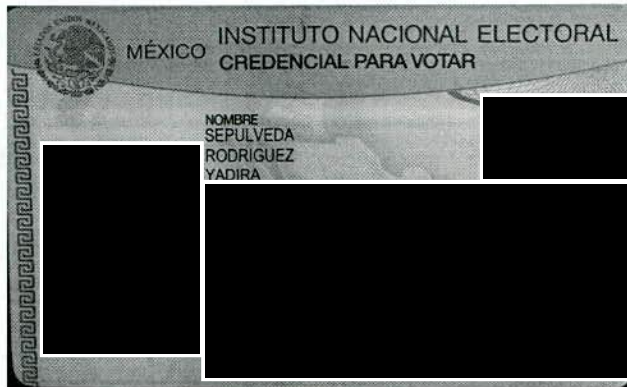 MÉXICO
INSTITUTO NACIONAL ELECTORAL
CREDENCIAL PARA VOTAR
NOMBRE
SEPULVEDA
RODRIGUEZ
YADIRA